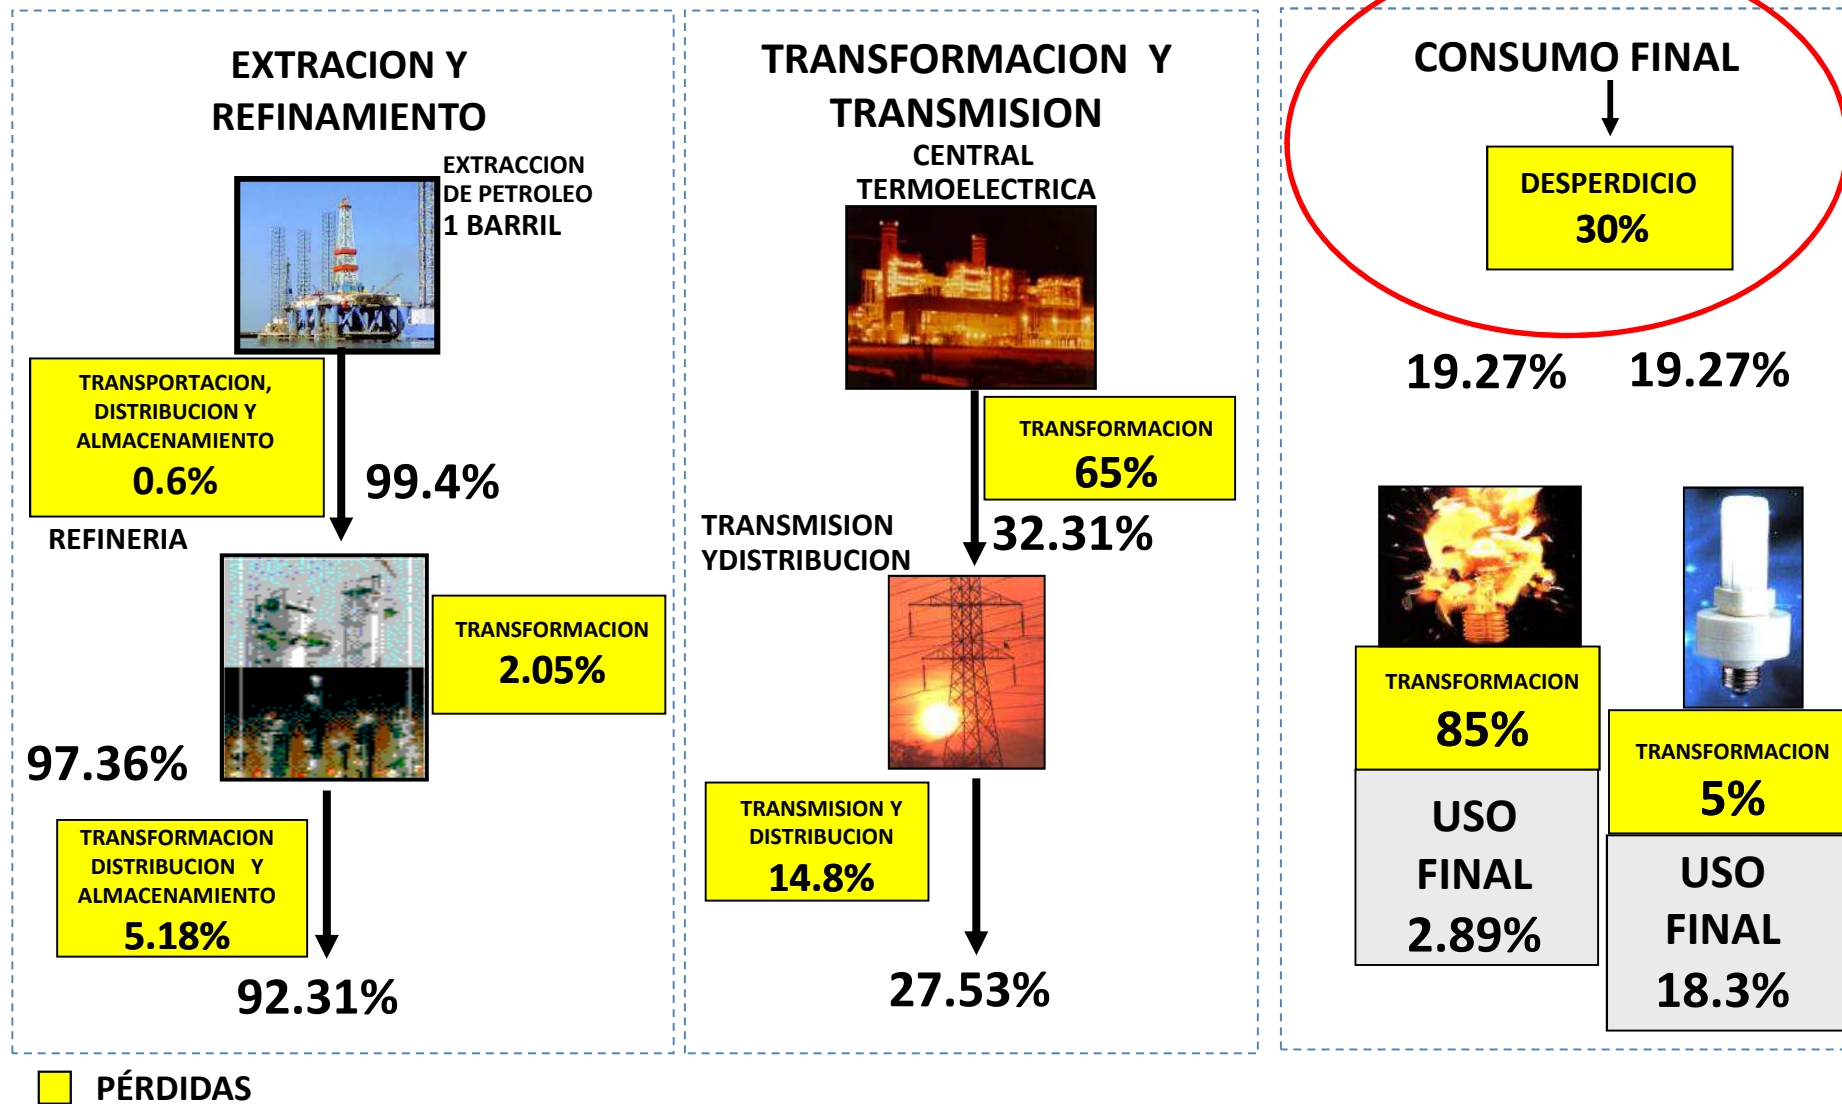 EXTRACION Y
REFINAMIENTO
EXTRACCION
DE PETROLEO
1 BARRIL
TRANSPORTACION,
DISTRIBUCION Y
ALMACENAMIENTO
0.6%
99.4%
REFINERIA
TRANSFORMACION
2.05%
97.36%
TRANSFORMACION
DISTRIBUCION Y
ALMACENAMIENTO
5.18%
92.31%
TRANSFORMACION Y
TRANSMISION
CENTRAL
TERMOELECTRICA
TRANSFORMACION
65%
TRANSMISION
YDISTRIBUCION
32.31%
TRANSMISION Y
DISTRIBUCION
14.8%
27.53%
CONSUMO FINAL
DESPERDICIO
30%
19.27%
19.27%
TRANSFORMACION
85%
USO
FINAL
2.89%
TRANSFORMACION
5%
USO
FINAL
18.3%
PÉRDIDAS